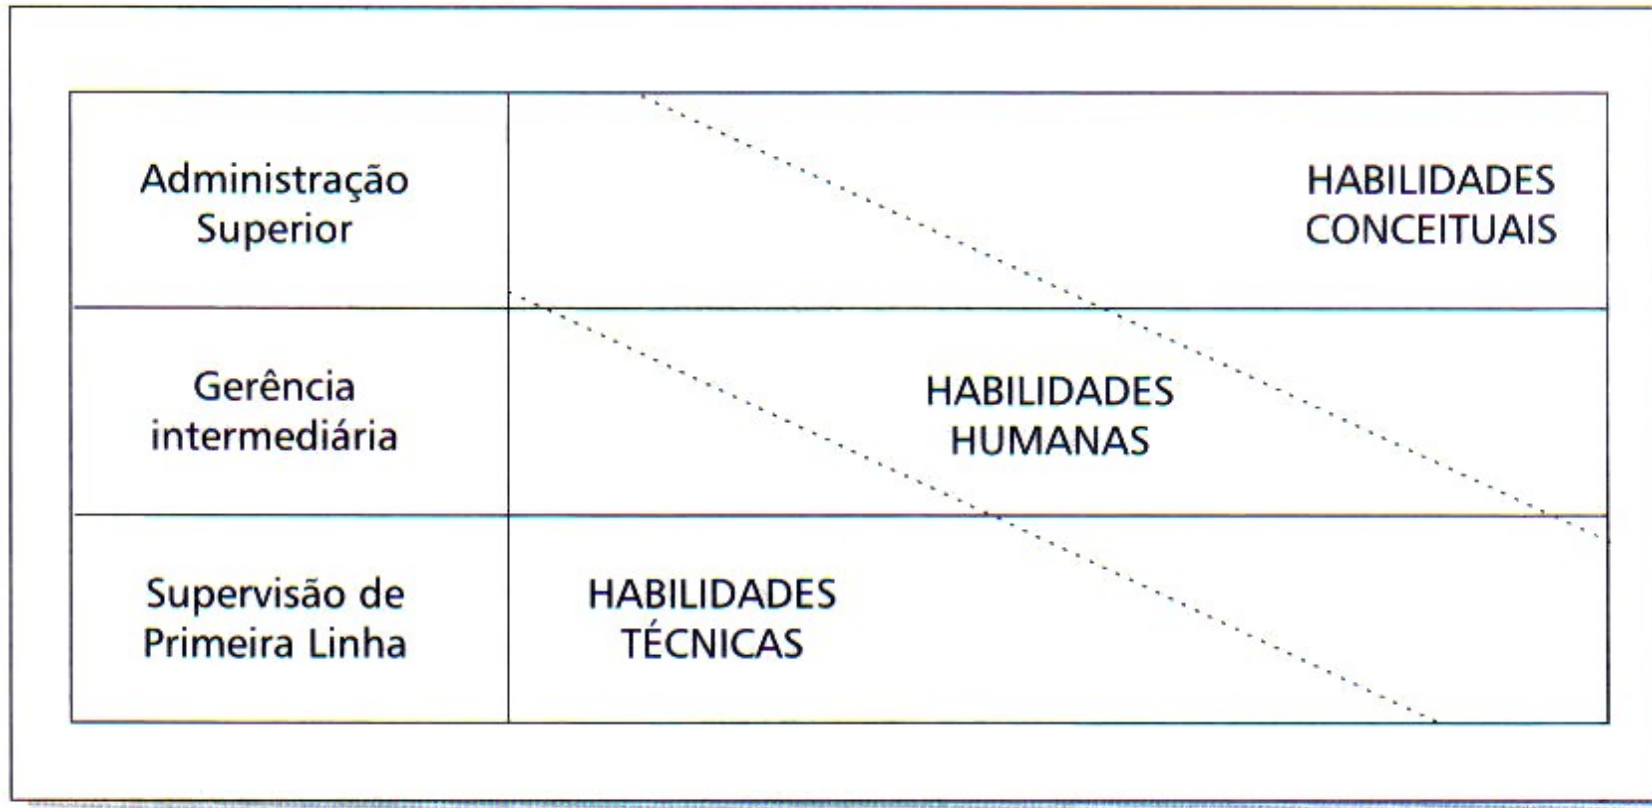 Administração
Superior
HABILIDADES
CONCEITUAIS
Gerência
intermediária
HABILIDADES
HUMANAS
Supervisão de
Primeira Linha
HABILIDADES
TÉCNICAS